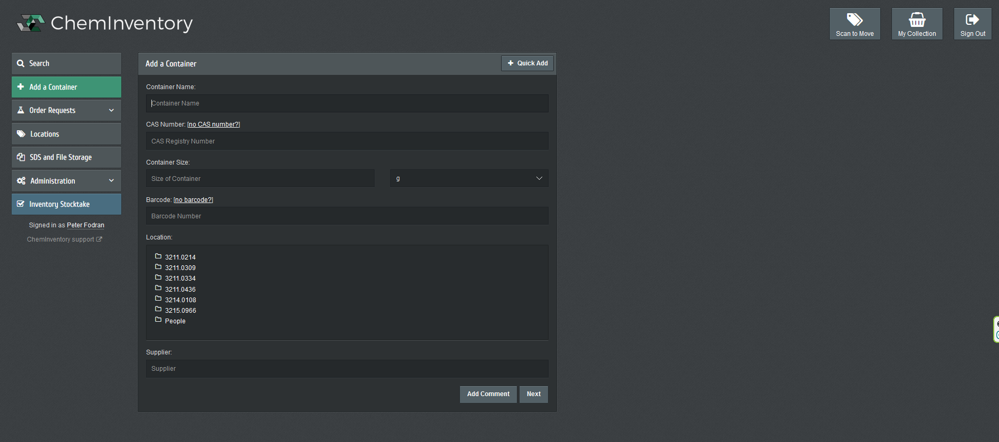 ChemInventory
Scan to Move
My Collection
Sign Out
Search
Add a Container
Order Requests
Locations
SDS and File Storage
Administration
Inventory Stocktake
Signed in as Peter Fodran
ChemInventory support
Add a Container
Quick Add
Container Name:
Container Name
CAS Number: [no CAS number?]
CAS Registry Number
Container Size:
Size of Container
g
Barcode: [no barcode?]
Barcode Number
Location:
3211.0214
3211.0309
3211.0334
3211.0436
3214.0108
3215.0966
People
Supplier:
Supplier
Add Comment
Next